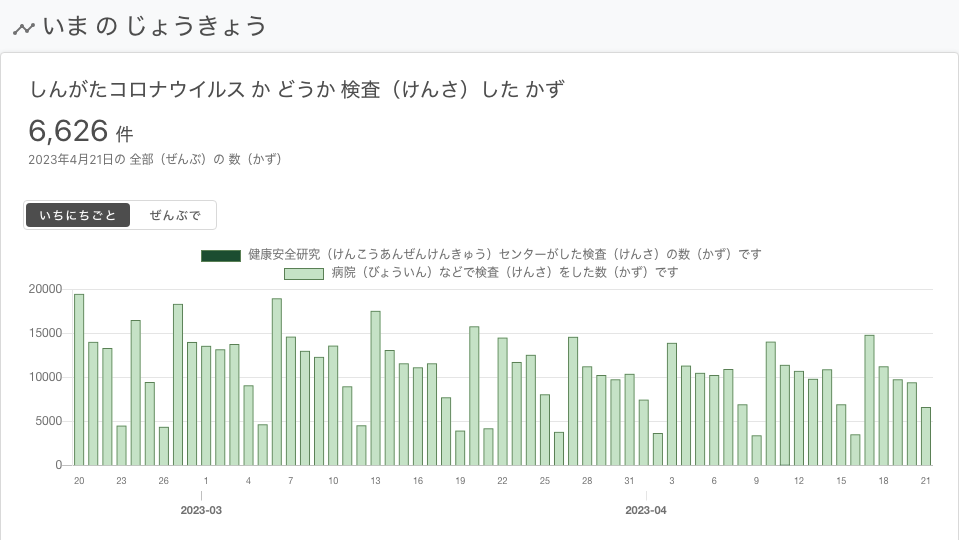 いま の じょうきょう
しんがたコロナウイルス か どうか 検査（けんさ）した かず
6,626 件
2023年4月21日の 全部（ぜんぶ）の 数（かず）
いちにちごと ぜんぶで
健康安全研究（けんこうあんぜんけんきゅう）センターがした検査（けんさ）の数（かず）です
病院（びょういん）などで検査（けんさ）をした数（かず）です
20000
15000
10000
5000
0
20 23 26 1 4 7 10 13 16 19 22 25 28 31 3 6 9 12 15 18 21
2023-03 2023-04